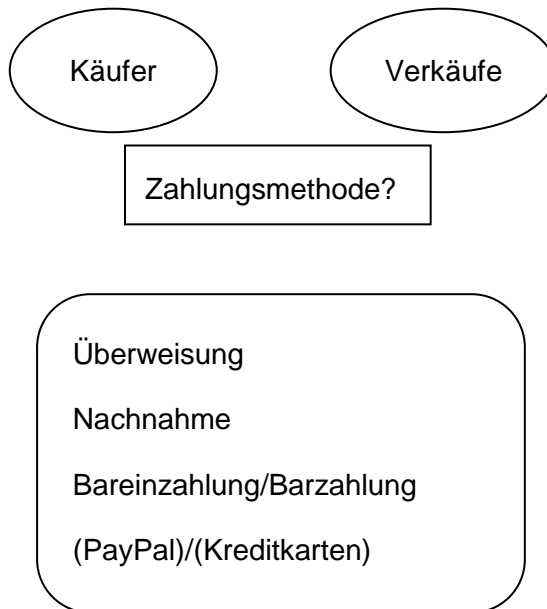 Käufer
Verkäufe
Zahlungsmethode?
Überweisung
Nachnahme
Bareinzahlung/Barzahlung
(PayPal)/(Kreditkarten)